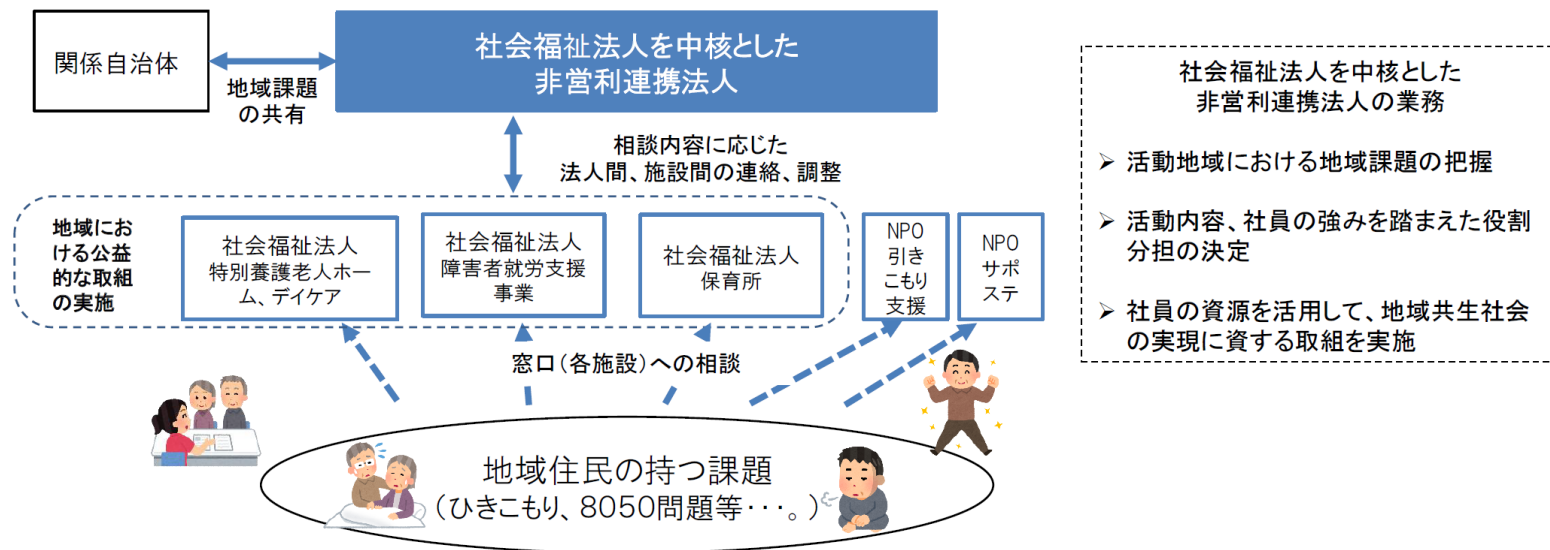 関係自治体
地域課題
の共有
社会福祉法人を中核とした
非営利連携法人
相談内容に応じた
法人間、施設間の連絡、調整
地域にお
ける公益
的な取組
の実施
社会福祉法人
特別養護老人ホー
ム、デイケア
社会福祉法人
障害者就労支援
事業
社会福祉法人
保育所
NPO
引き
こもり
支援
NPO
サポ
ステ
窓口(各施設)への相談
地域住民の持つ課題
(ひきこもり、8050問題等・・・。)
社会福祉法人を中核とした
非営利連携法人の業務
➢ 活動地域における地域課題の把握
➢ 活動内容、社員の強みを踏まえた役割
分担の決定
➢ 社員の資源を活用して、地域共生社会
の実現に資する取組を実施